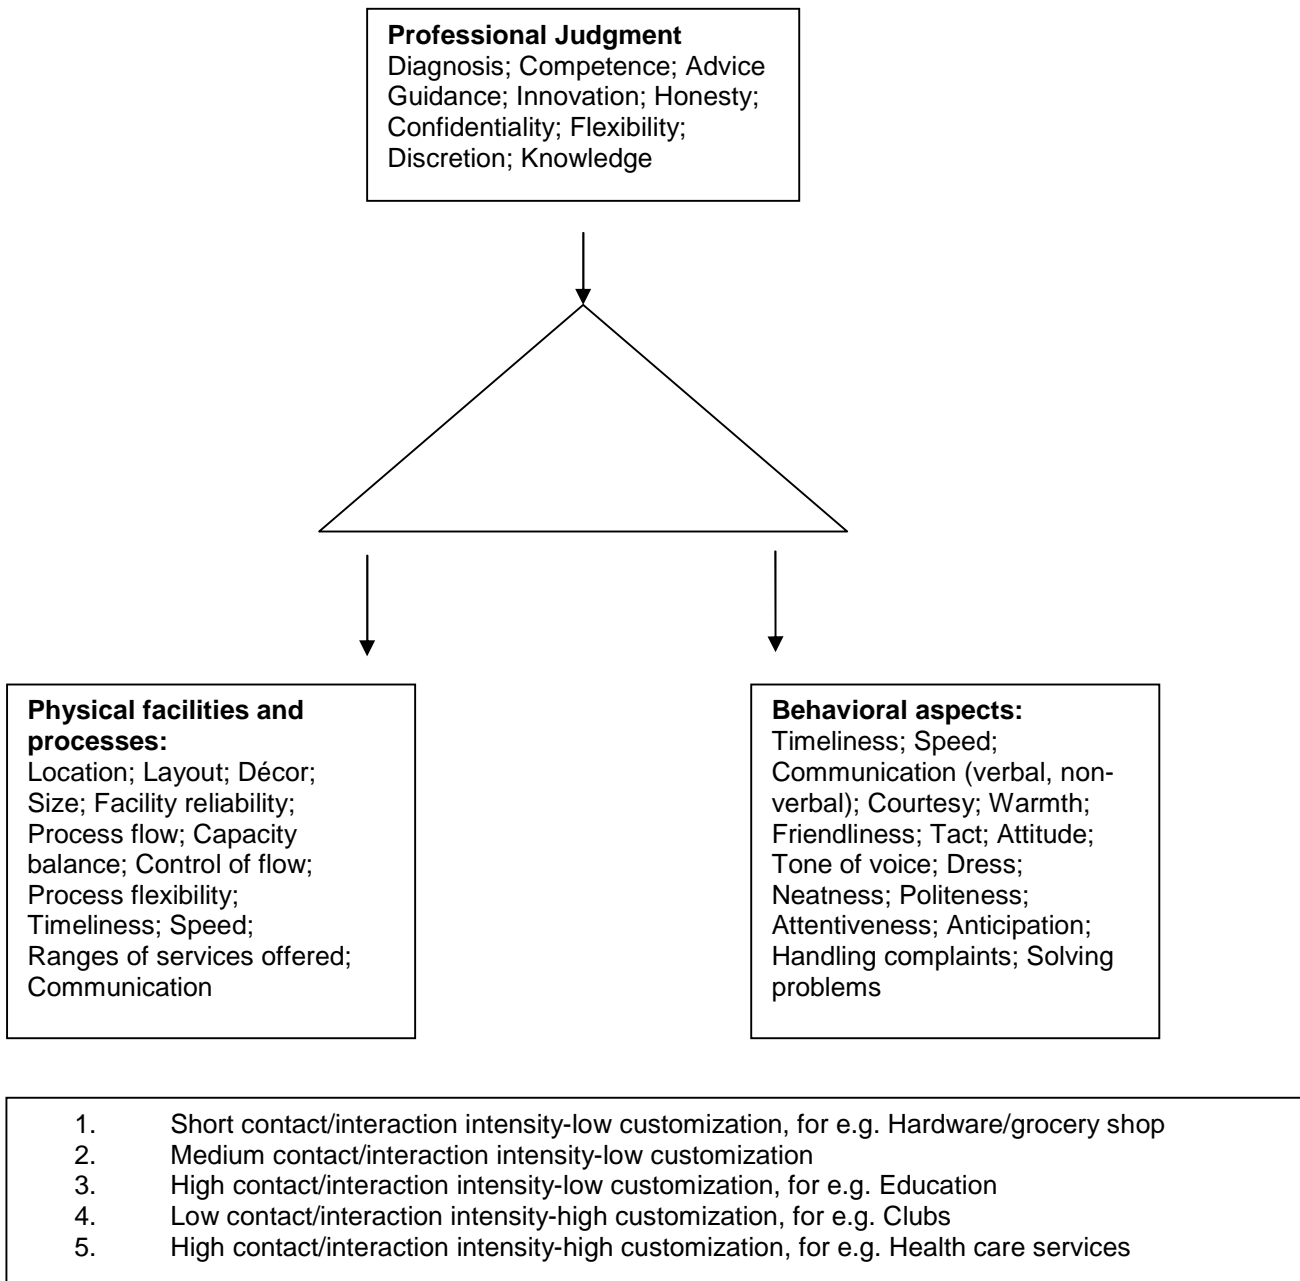 Professional Judgment
Diagnosis; Competence; Advice
Guidance; Innovation; Honesty;
Confidentiality; Flexibility;
Discretion; Knowledge
Physical facilities and
processes:
Location; Layout; Décor;
Size; Facility reliability;
Process flow; Capacity
balance; Control of flow;
Process flexibility;
Timeliness; Speed;
Ranges of services offered;
Communication
Behavioral aspects:
Timeliness; Speed;
Communication (verbal, non-
verbal); Courtesy; Warmth;
Friendliness; Tact; Attitude;
Tone of voice; Dress;
Neatness; Politeness;
Attentiveness; Anticipation;
Handling complaints; Solving
problems
1. Short contact/interaction intensity-low customization, for e.g. Hardware/grocery shop
2. Medium contact/interaction intensity-low customization
3. High contact/interaction intensity-low customization, for e.g. Education
4. Low contact/interaction intensity-high customization, for e.g. Clubs
5. High contact/interaction intensity-high customization, for e.g. Health care services